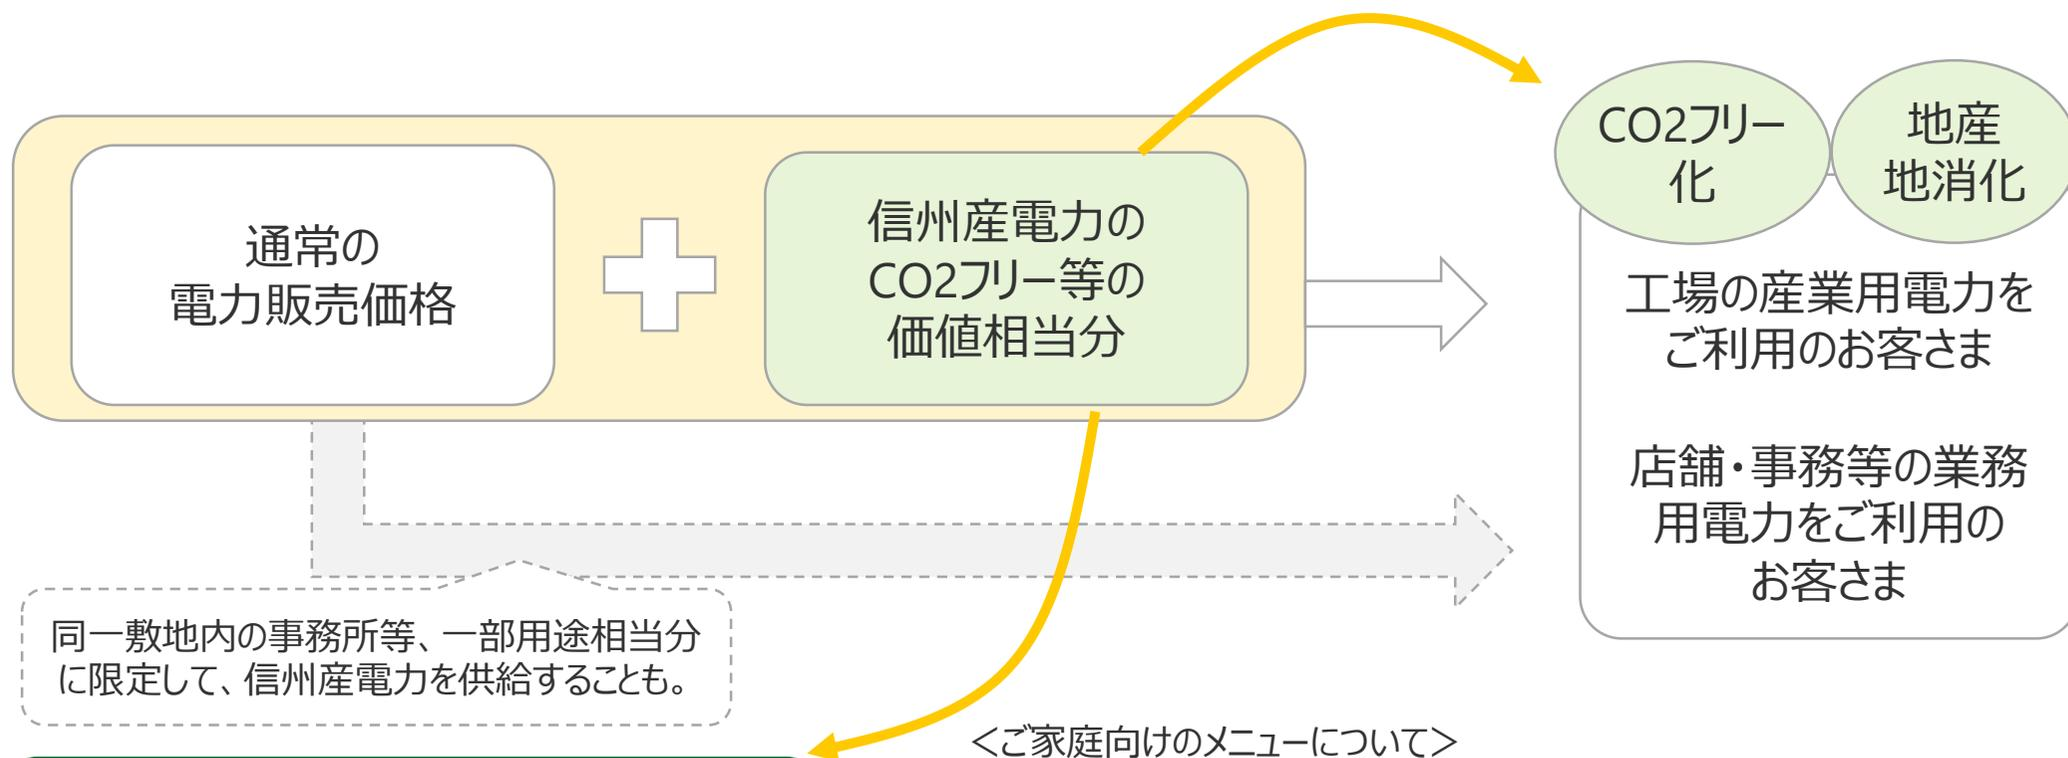 通常の
電力販売価格
信州産電力の
CO2フリー等の
価値相当分
CO2フリー
化
地産
地消化
工場の産業用電力を
ご利用のお客さま
店舗・事務等の業務
用電力をご利用の
お客さま
同一敷地内の事務所等、一部用途相当分
に限定して、信州産電力を供給することも。
＜ご家庭向けのメニューについて＞